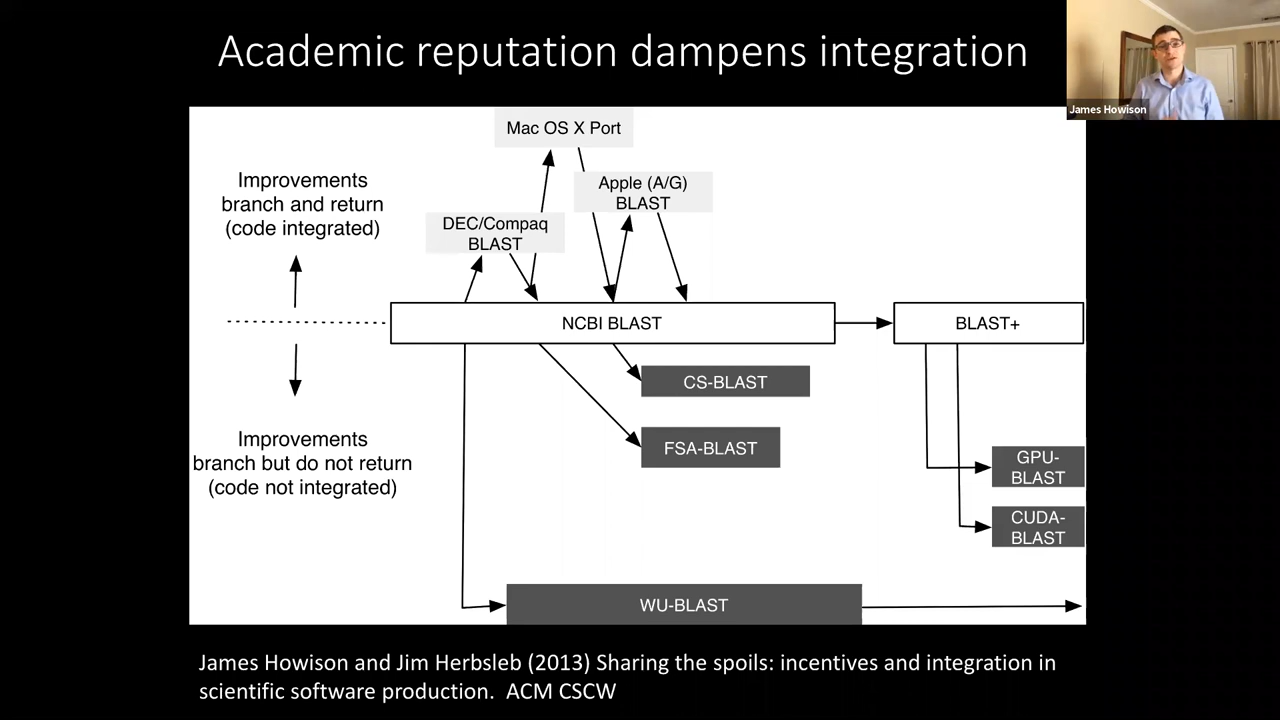 Academic reputation dampens integration
James Howison
Mac OS X Port
Improvements
branch and return
(code integrated)
Apple (A/G)
BLAST
DEC/Compaq
BLAST
NCBI BLAST
BLAST+
CS-BLAST
Improvements
branch but do not return
(code not integrated)
FSA-BLAST
GPU-
BLAST
CUDA-
BLAST
WU-BLAST
James Howison and Jim Herbsleb (2013) Sharing the spoils: incentives and integration in
scientific software production.  ACM CSCW